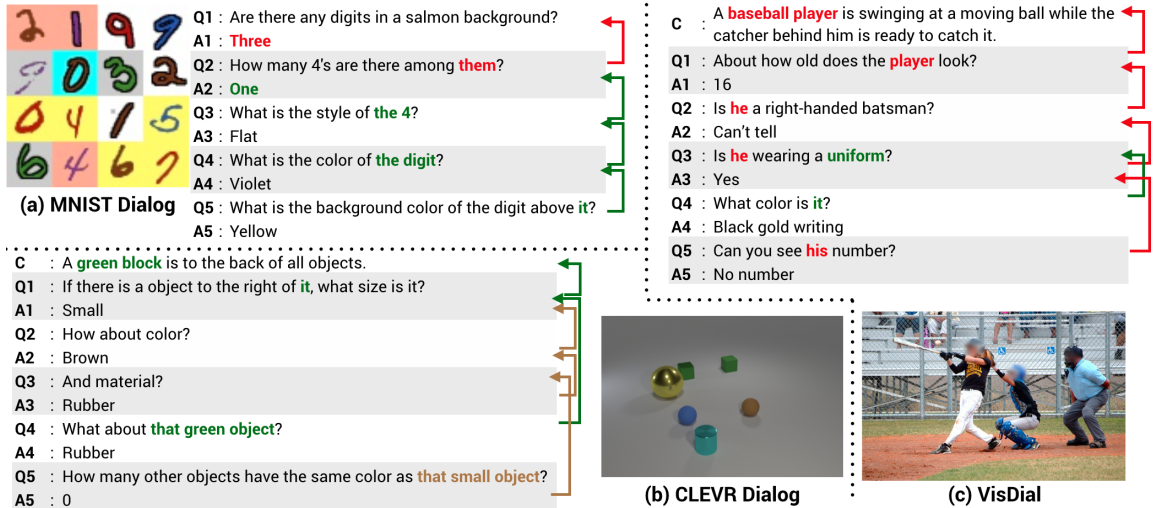 Q1 : Are there any digits in a salmon background?
A1 : Three
Q2 : How many 4's are there among them?
A2 : One
Q3 : What is the style of the 4?
A3 : Flat
Q4 : What is the color of the digit?
A4 : Violet
Q5 : What is the background color of the digit above it?
A5 : Yellow
2 1 9 9
9 0 3 2
0 4 1 5
6 4 6 7
(a) MNIST Dialog
C : A baseball player is swinging at a moving ball while the
catcher behind him is ready to catch it.
Q1 : About how old does the player look?
A1 : 16
Q2 : Is he a right-handed batsman?
A2 : Can't tell
Q3 : Is he wearing a uniform?
A3 : Yes
Q4 : What color is it?
A4 : Black gold writing
Q5 : Can you see his number?
A5 : No number
C : A green block is to the back of all objects.
Q1 : If there is a object to the right of it, what size is it?
A1 : Small
Q2 : How about color?
A2 : Brown
Q3 : And material?
A3 : Rubber
Q4 : What about that green object?
A4 : Rubber
Q5 : How many other objects have the same color as that small object?
A5 : 0
(b) CLEVR Dialog
(c) VisDial